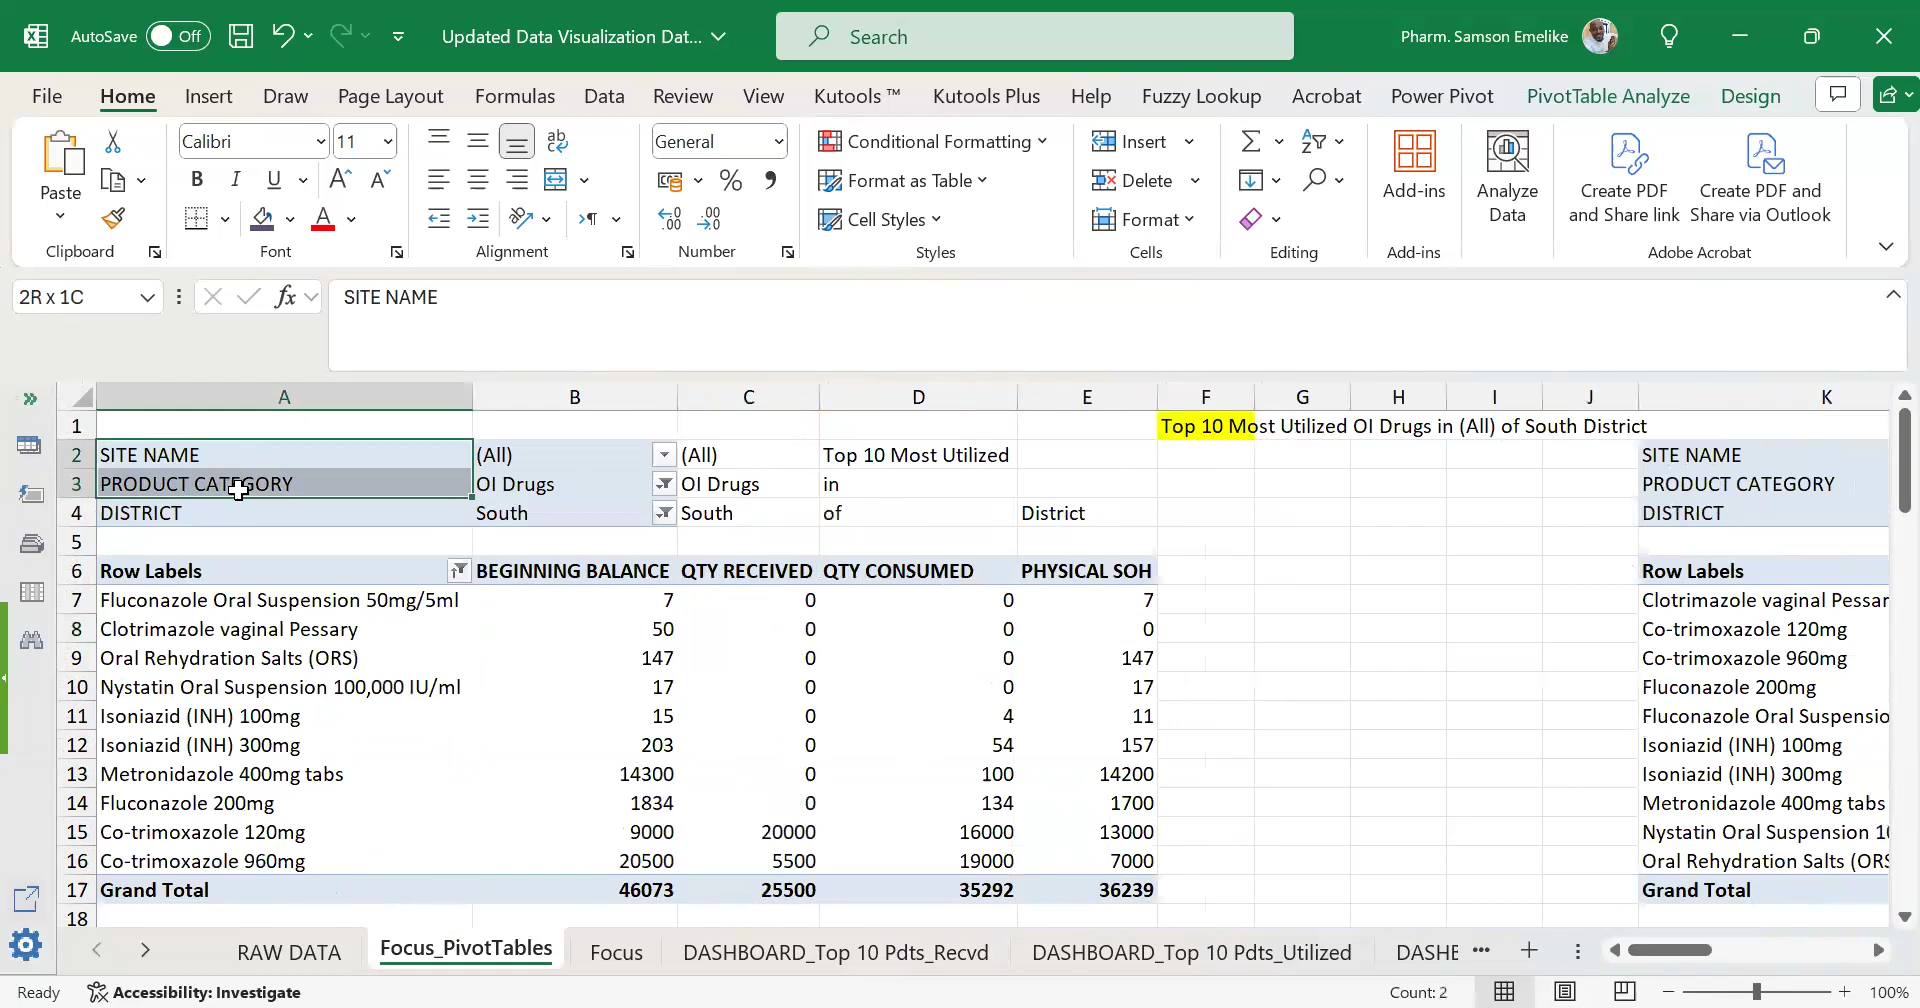 AutoSave Off Updated Data Visualization Dat... Search Pharm. Samson Emelike
File Home Insert Draw Page Layout Formulas Data Review View Kutools ™ Kutools Plus Help Fuzzy Lookup Acrobat Power Pivot PivotTable Analyze Design
Calibri 11 General Conditional Formatting Insert
Paste B I U Format as Table Delete Add-ins Analyze Data Create PDF and Share link Create PDF and Share via Outlook
Cell Styles Format
Clipboard Font Alignment Number Styles Cells Editing Add-ins Adobe Acrobat
2R x 1C fx SITE NAME
A B C D E F G H I J K
1 Top 10 Most Utilized OI Drugs in (All) of South District
2 SITE NAME (All) (All) Top 10 Most Utilized SITE NAME
3 PRODUCT CATEGORY OI Drugs OI Drugs in PRODUCT CATEGORY
4 DISTRICT South South of District DISTRICT
5
6 Row Labels BEGINNING BALANCE QTY RECEIVED QTY CONSUMED PHYSICAL SOH Row Labels
7 Fluconazole Oral Suspension 50mg/5ml 7 0 0 7 Clotrimazole vaginal Pessar
8 Clotrimazole vaginal Pessary 50 0 0 0 Co-trimoxazole 120mg
9 Oral Rehydration Salts (ORS) 147 0 0 147 Co-trimoxazole 960mg
10 Nystatin Oral Suspension 100,000 IU/ml 17 0 0 17 Fluconazole 200mg
11 Isoniazid (INH) 100mg 15 0 4 11 Fluconazole Oral Suspensio
12 Isoniazid (INH) 300mg 203 0 54 157 Isoniazid (INH) 100mg
13 Metronidazole 400mg tabs 14300 0 100 14200 Isoniazid (INH) 300mg
14 Fluconazole 200mg 1834 0 134 1700 Metronidazole 400mg tabs
15 Co-trimoxazole 120mg 9000 20000 16000 13000 Nystatin Oral Suspension 10
16 Co-trimoxazole 960mg 20500 5500 19000 7000 Oral Rehydration Salts (ORS
17 Grand Total 46073 25500 35292 36239 Grand Total
18
RAW DATA Focus_PivotTables Focus DASHBOARD_Top 10 Pdts_Recvd DASHBOARD_Top 10 Pdts_Utilized DASHE ...
Ready Accessibility: Investigate Count: 2 100%